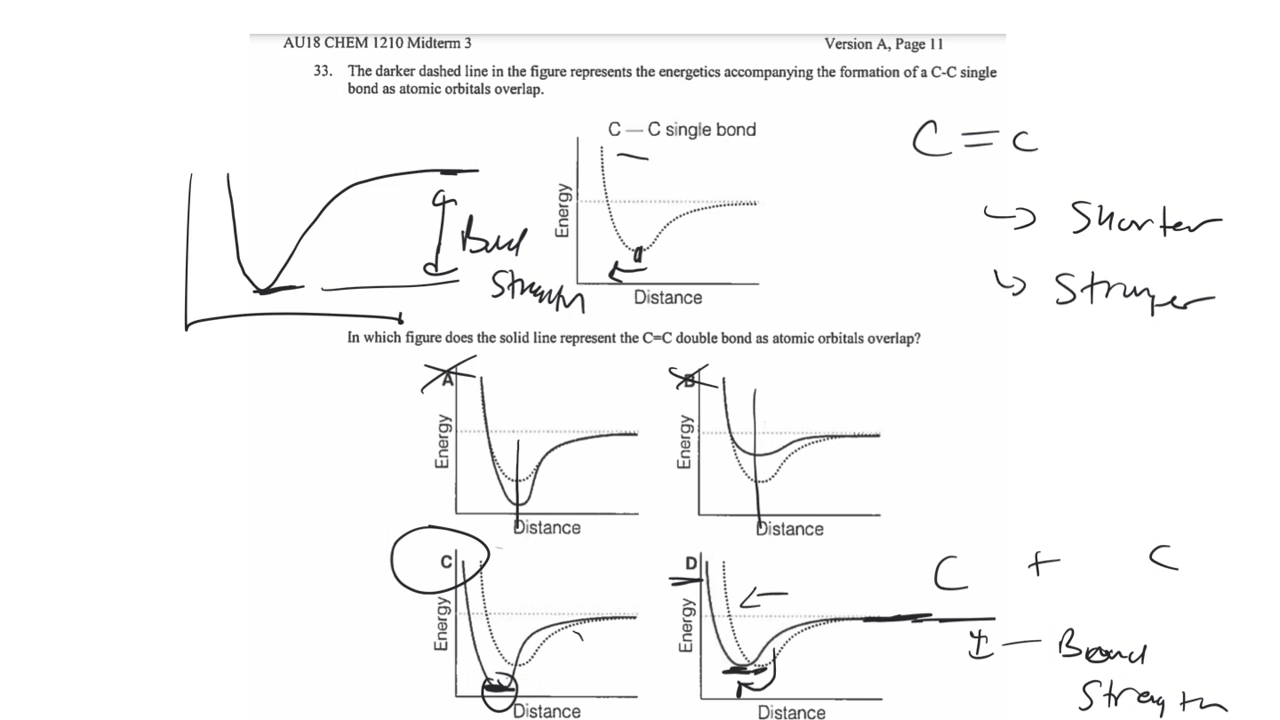 AU18 CHEM 1210 Midterm 3
Version A, Page 11
33. The darker dashed line in the figure represents the energetics accompanying the formation of a C-C single
bond as atomic orbitals overlap.
C — C single bond
Energy
Distance
Bond
Strength
C = C
↳ Shorter
↳ Stronger
In which figure does the solid line represent the C=C double bond as atomic orbitals overlap?
A
Energy
Distance
B
Energy
Distance
C
Energy
Distance
D
Energy
Distance
C + C
Bond
Strength